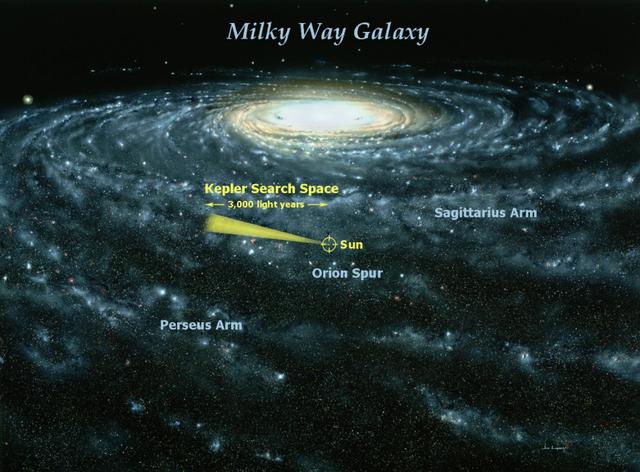 Milky Way Galaxy
Kepler Search Space
3,000 light years
Sagittarius Arm
Sun
Orion Spur
Perseus Arm